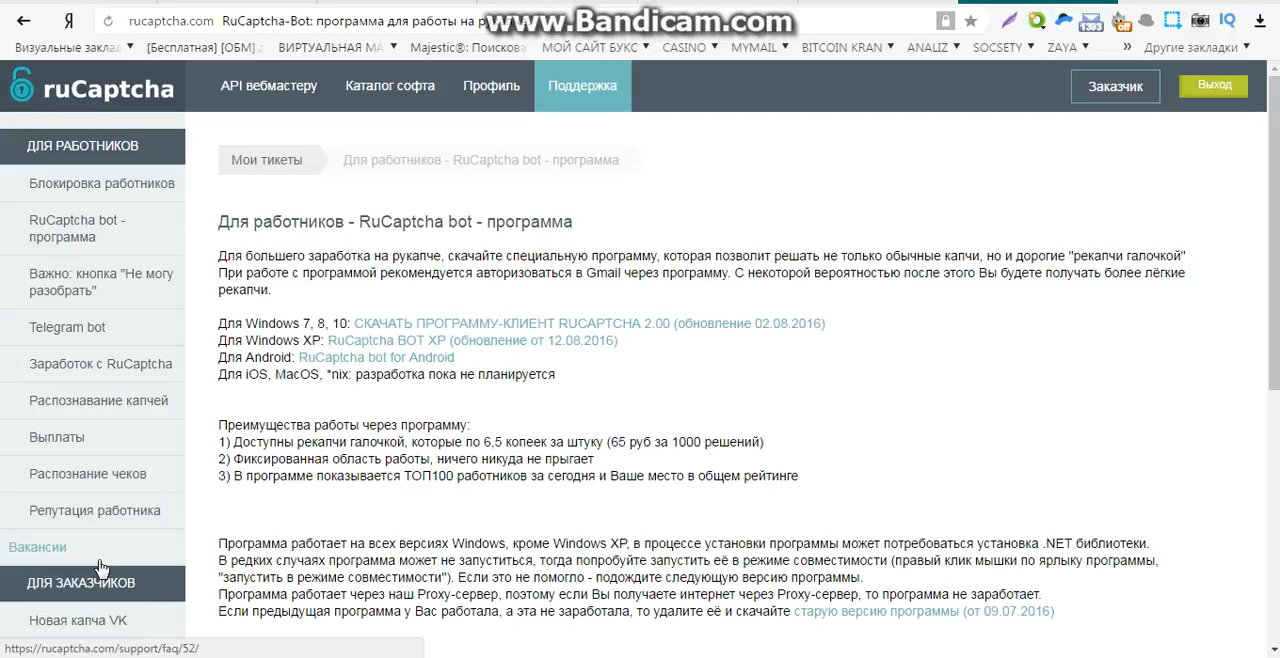 rucaptcha.com RuCaptcha-Bot: программа для работы на
www.Bandicam.com
1393
off
IQ
Визуальные заклад
[Бесплатная] [ОБМ]
ВИРТУАЛЬНАЯ МА
Majestic®: Поискова
МОЙ САЙТ БУКС
CASINO
MYMAIL
BITCOIN KRAN
ANALIZ
SOCSETY
ZAYA
»
Другие закладки
ruCaptcha
API вебмастеру
Каталог софта
Профиль
Поддержка
Заказчик
Выход
ДЛЯ РАБОТНИКОВ
Блокировка работников
RuCaptcha bot -
программа
Важно: кнопка "Не могу
разобрать"
Telegram bot
Заработок с RuCaptcha
Распознавание капчей
Выплаты
Распознание чеков
Репутация работника
Вакансии
ДЛЯ ЗАКАЗЧИКОВ
Новая капча VK
https://rucaptcha.com/support/faq/52/
Мои тикеты
Для работников - RuCaptcha bot - программа
Для работников - RuCaptcha bot - программа
Для большего заработка на рукапче, скачайте специальную программу, которая позволит решать не только обычные капчи, но и дорогие "рекапчи галочкой"
При работе с программой рекомендуется авторизоваться в Gmail через программу. С некоторой вероятностью после этого Вы будете получать более лёгкие
рекапчи.
Для Windows 7, 8, 10: СКАЧАТЬ ПРОГРАММУ-КЛИЕНТ RUCAPTCHA 2.00 (обновление 02.08.2016)
Для Windows XP: RuCaptcha BOT XP (обновление от 12.08.2016)
Для Android: RuCaptcha bot for Android
Для iOS, MacOS, *nix: разработка пока не планируется
Преимущества работы через программу:
1) Доступны рекапчи галочкой, которые по 6,5 копеек за штуку (65 руб за 1000 решений)
2) Фиксированная область работы, ничего никуда не прыгает
3) В программе показывается ТОП100 работников за сегодня и Ваше место в общем рейтинге
Программа работает на всех версиях Windows, кроме Windows XP, в процессе установки программы может потребоваться установка .NET библиотеки.
В редких случаях программа может не запуститься, тогда попробуйте запустить её в режиме совместимости (правый клик мышки по ярлыку программы,
"запустить в режиме совместимости"). Если это не помогло - подождите следующую версию программы.
Программа работает через наш Proxy-сервер, поэтому если Вы получаете интернет через Proxy-сервер, то программа не заработает.
Если предыдущая программа у Вас работала, а эта не заработала, то удалите её и скачайте старую версию программы (от 09.07.2016)